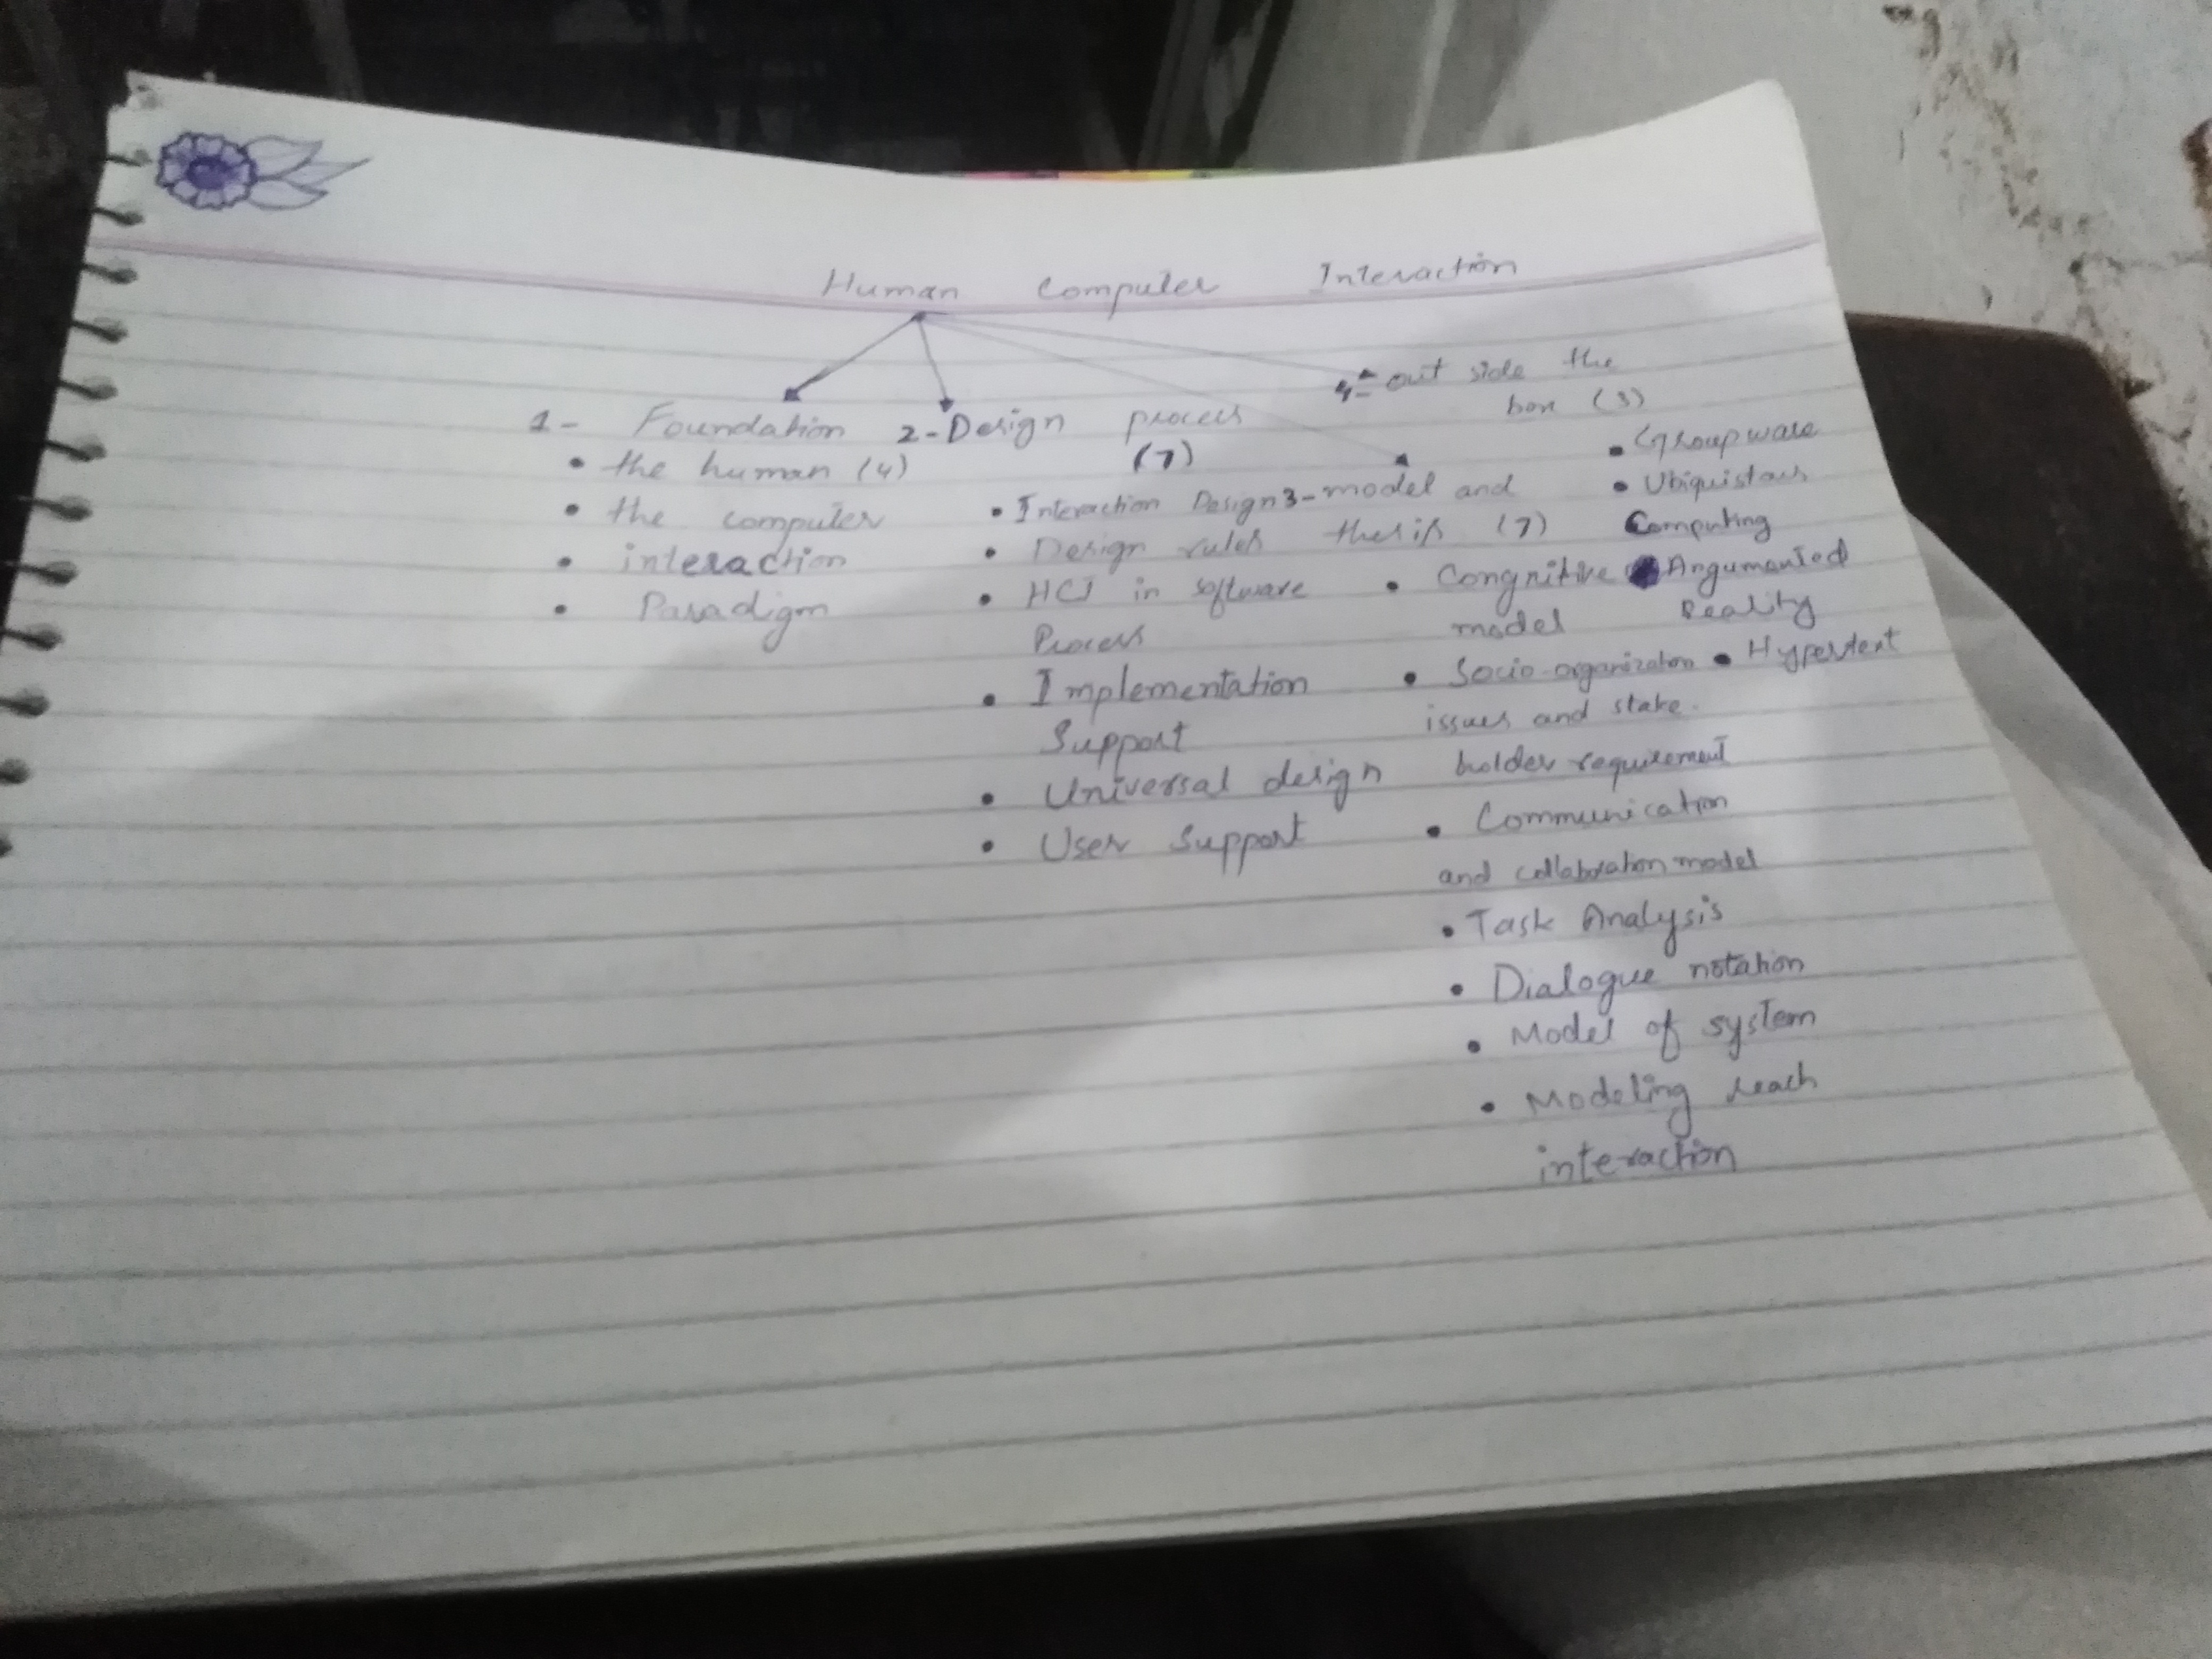 Human Computer Interaction
1- Foundation
• the human (4)
• the computer
• interaction
• Paradigm
2- Design process
(7)
• Interaction Design
• Design rules
• HCI in software
Process
• Implementation
Support
• Universal design
• User Support
3- model and
thesis (7)
• Congnitive
model
• Socio-organization
issues and stake-
holder requirement
• Communication
and collaboration model
• Task Analysis
• Dialogue notation
• Model of system
• Modeling reach
interaction
4- out side the
box (3)
• Groupware
• Ubiquistous
Computing
Argumented
Reality
• Hypertext